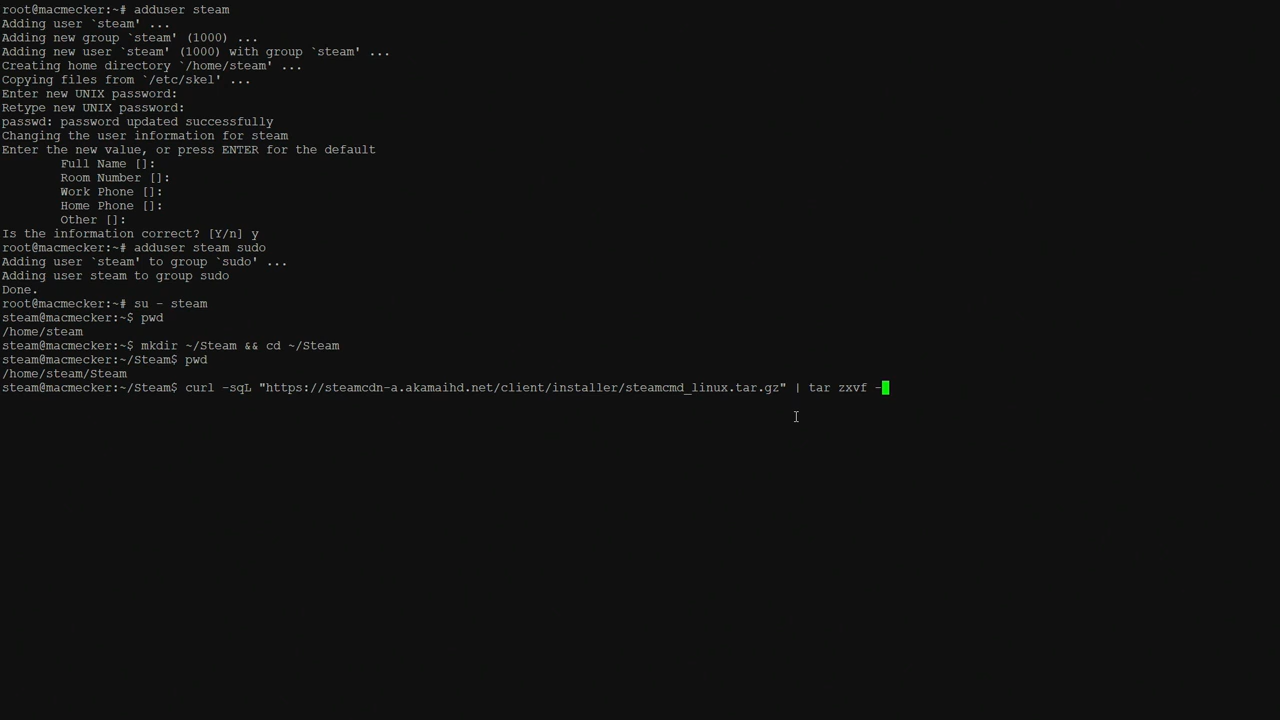 root@macmecker:~# adduser steam
Adding user `steam' ...
Adding new group `steam' (1000) ...
Adding new user `steam' (1000) with group `steam' ...
Creating home directory `/home/steam' ...
Copying files from `/etc/skel' ...
Enter new UNIX password:
Retype new UNIX password:
passwd: password updated successfully
Changing the user information for steam
Enter the new value, or press ENTER for the default
        Full Name []:
        Room Number []:
        Work Phone []:
        Home Phone []:
        Other []:
Is the information correct? [Y/n] y
root@macmecker:~# adduser steam sudo
Adding user `steam' to group `sudo' ...
Adding user steam to group sudo
Done.
root@macmecker:~# su - steam
steam@macmecker:~$ pwd
/home/steam
steam@macmecker:~$ mkdir ~/Steam && cd ~/Steam
steam@macmecker:~/Steam$ pwd
/home/steam/Steam
steam@macmecker:~/Steam$ curl -sqL "https://steamcdn-a.akamaihd.net/client/installer/steamcmd_linux.tar.gz" | tar zxvf -